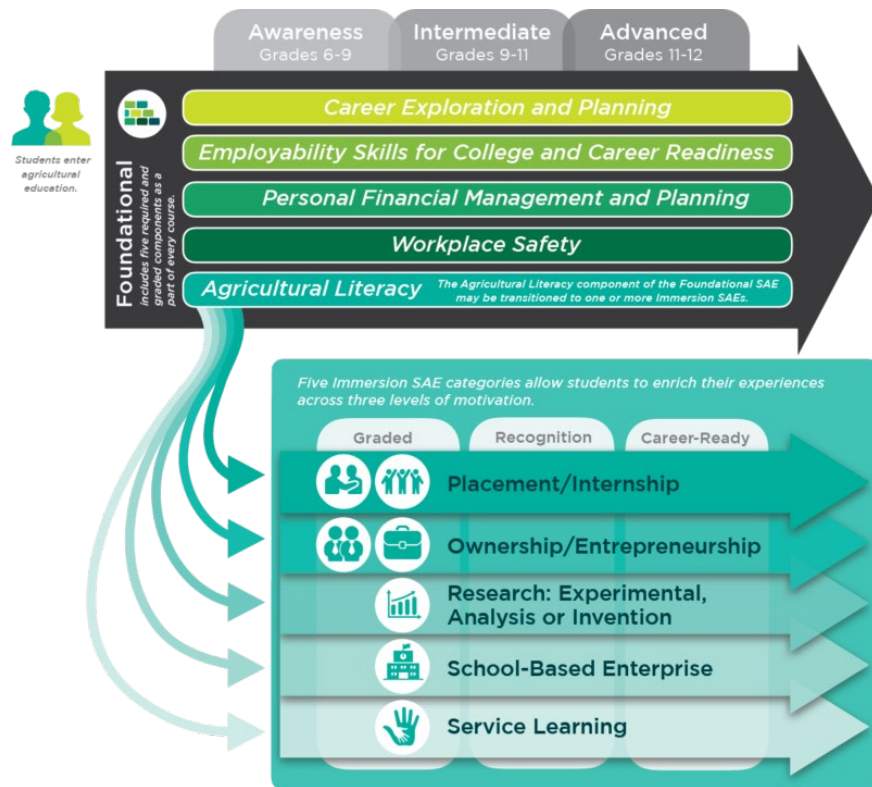 Awareness
Grades 6-9
Intermediate
Grades 9-11
Advanced
Grades 11-12
Students enter
agricultural
education.
Foundational
includes five required and
graded components as a
part of every course.
Career Exploration and Planning
Employability Skills for College and Career Readiness
Personal Financial Management and Planning
Workplace Safety
Agricultural Literacy
The Agricultural Literacy component of the Foundational SAE
may be transitioned to one or more Immersion SAEs.
Five Immersion SAE categories allow students to enrich their experiences
across three levels of motivation.
Graded
Recognition
Career-Ready
Placement/Internship
Ownership/Entrepreneurship
Research: Experimental,
Analysis or Invention
School-Based Enterprise
Service Learning